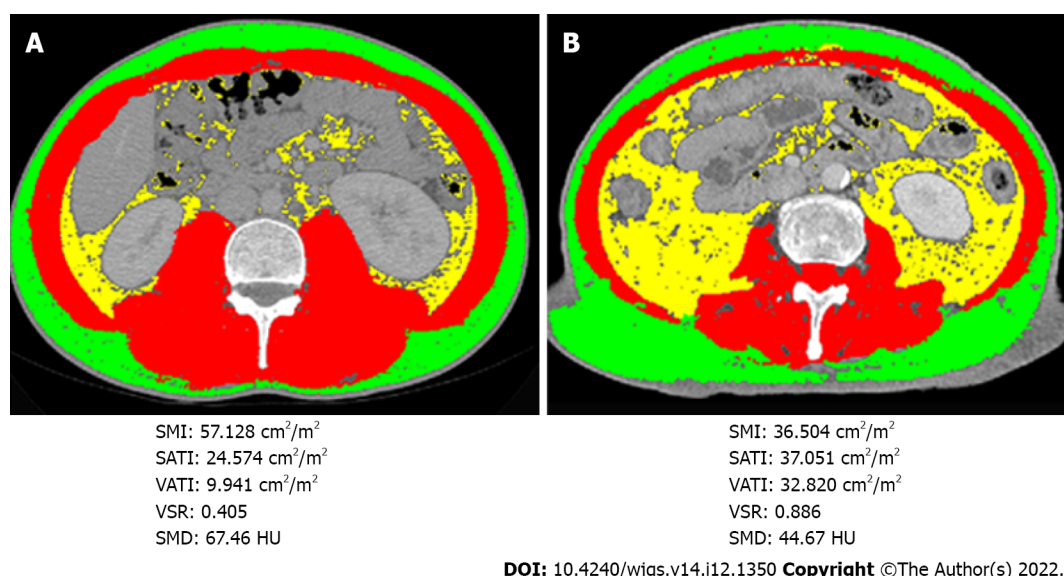 A
B
SMI: 57.128 cm²/m²
SATI: 24.574 cm²/m²
VATI: 9.941 cm²/m²
VSR: 0.405
SMD: 67.46 HU
SMI: 36.504 cm²/m²
SATI: 37.051 cm²/m²
VATI: 32.820 cm²/m²
VSR: 0.886
SMD: 44.67 HU
DOI: 10.4240/wjgs.v14.i12.1350 Copyright ©The Author(s) 2022.